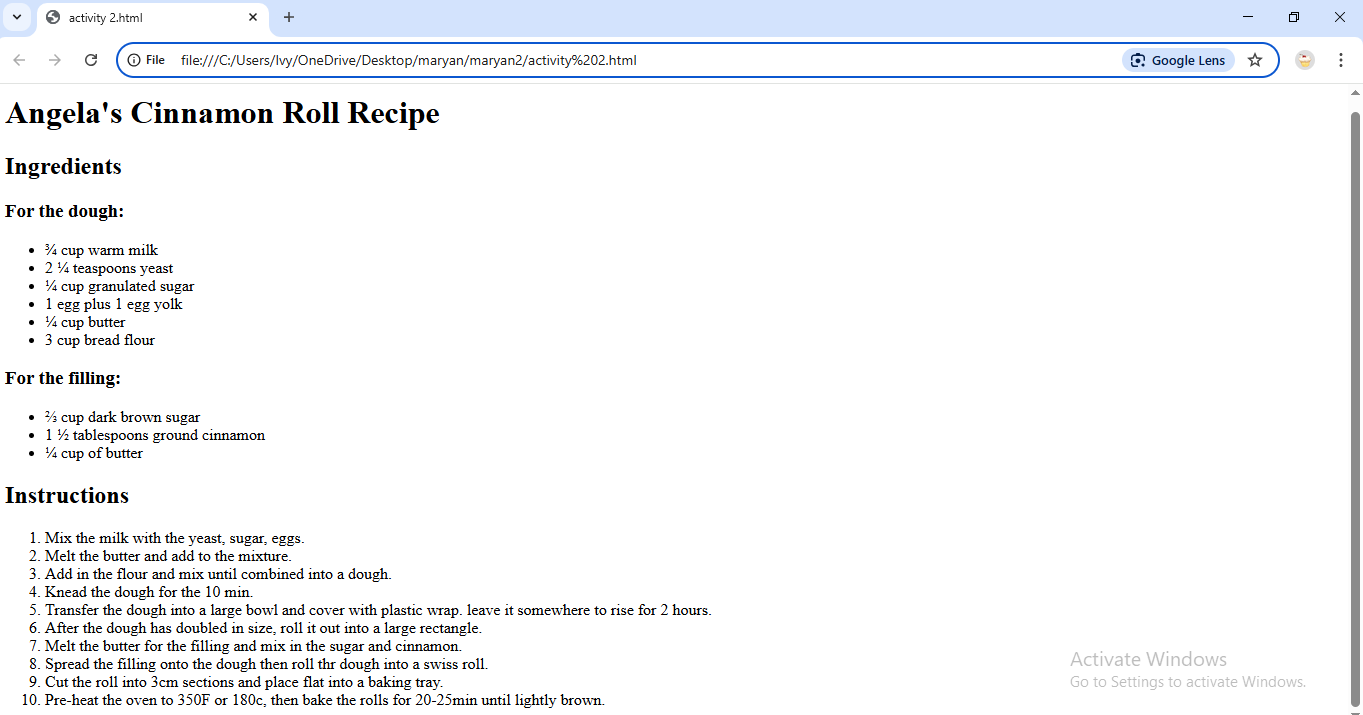 activity 2.html
File file:///C:/Users/Ivy/OneDrive/Desktop/maryan/maryan2/activity%202.html Google Lens
Angela's Cinnamon Roll Recipe
Ingredients
For the dough:
• ¾ cup warm milk
• 2 ¼ teaspoons yeast
• ¼ cup granulated sugar
• 1 egg plus 1 egg yolk
• ¼ cup butter
• 3 cup bread flour
For the filling:
• ⅔ cup dark brown sugar
• 1 ½ tablespoons ground cinnamon
• ¼ cup of butter
Instructions
1. Mix the milk with the yeast, sugar, eggs.
2. Melt the butter and add to the mixture.
3. Add in the flour and mix until combined into a dough.
4. Knead the dough for the 10 min.
5. Transfer the dough into a large bowl and cover with plastic wrap. leave it somewhere to rise for 2 hours.
6. After the dough has doubled in size, roll it out into a large rectangle.
7. Melt the butter for the filling and mix in the sugar and cinnamon.
8. Spread the filling onto the dough then roll thr dough into a swiss roll.
9. Cut the roll into 3cm sections and place flat into a baking tray.
10. Pre-heat the oven to 350F or 180c, then bake the rolls for 20-25min until lightly brown.
Activate Windows
Go to Settings to activate Windows.